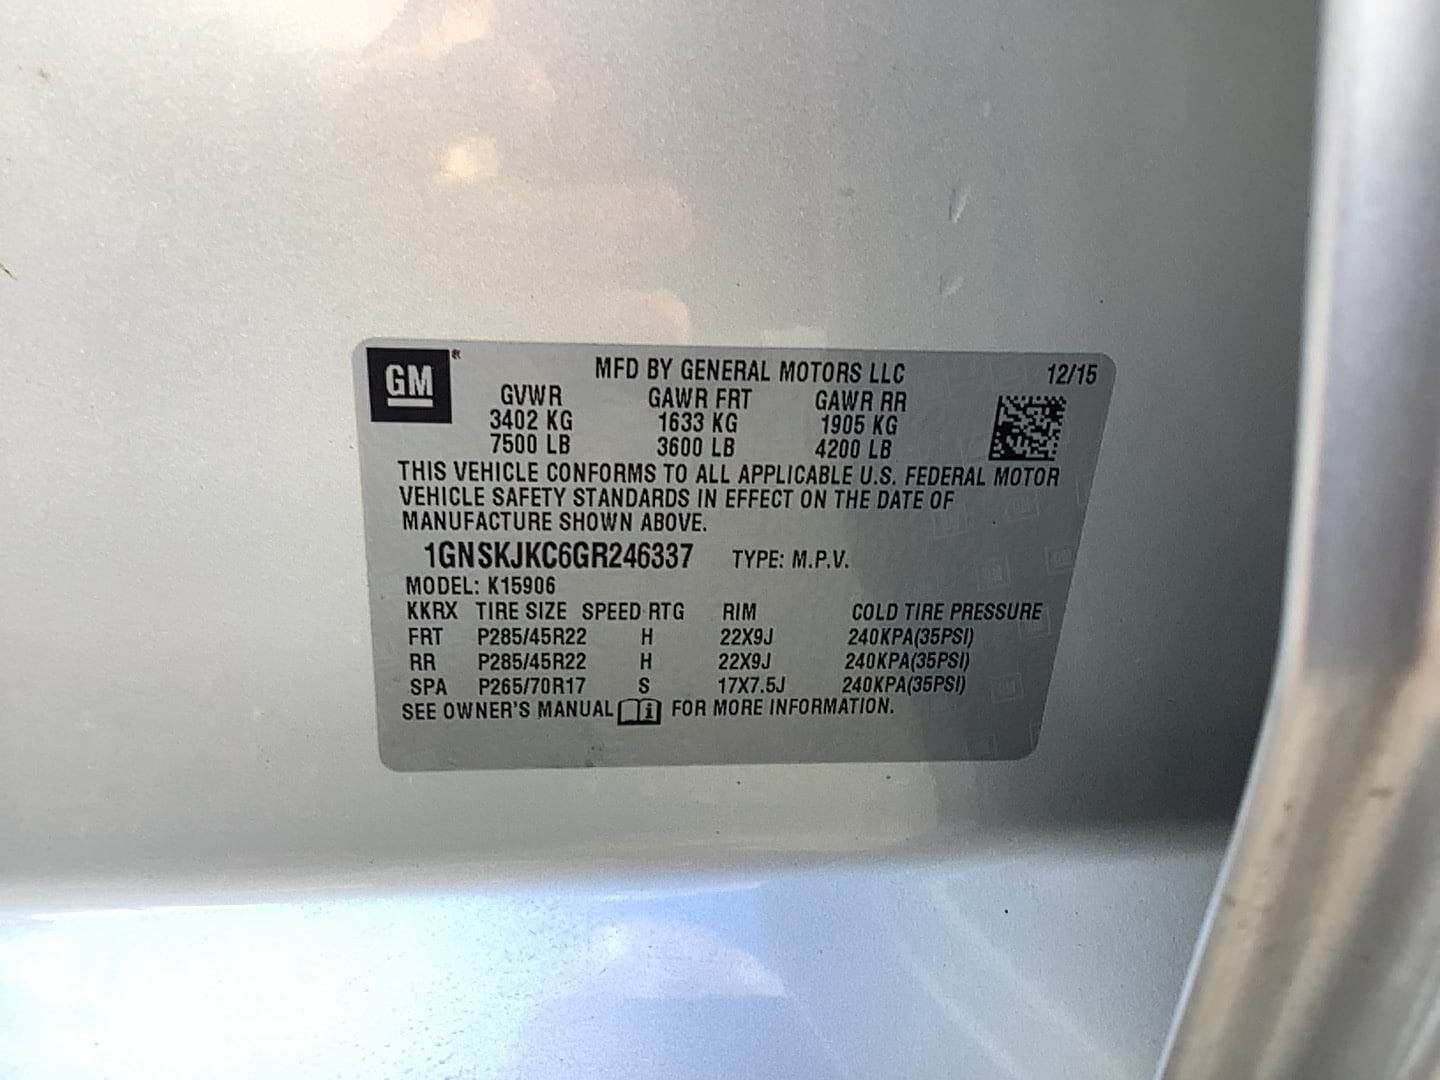 GM®
MFD BY GENERAL MOTORS LLC 12/15
GVWR GAWR FRT GAWR RR
3402 KG 1633 KG 1905 KG
7500 LB 3600 LB 4200 LB
THIS VEHICLE CONFORMS TO ALL APPLICABLE U.S. FEDERAL MOTOR
VEHICLE SAFETY STANDARDS IN EFFECT ON THE DATE OF
MANUFACTURE SHOWN ABOVE.
1GNSKJKC6GR246337 TYPE: M.P.V.
MODEL: K15906
KKRX TIRE SIZE SPEED RTG RIM COLD TIRE PRESSURE
FRT P285/45R22 H 22X9J 240KPA(35PSI)
RR P285/45R22 H 22X9J 240KPA(35PSI)
SPA P265/70R17 S 17X7.5J 240KPA(35PSI)
SEE OWNER'S MANUAL i FOR MORE INFORMATION.